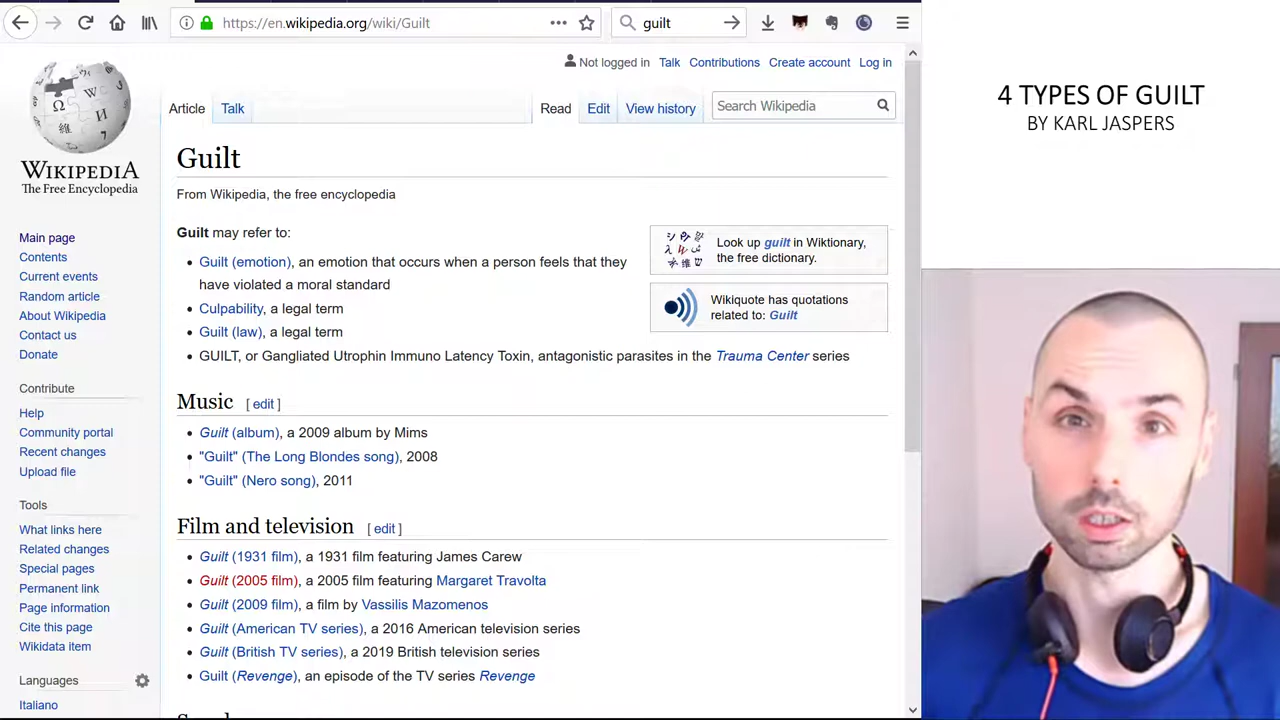 https://en.wikipedia.org/wiki/Guilt
guilt
Not logged in Talk Contributions Create account Log in
Article Talk Read Edit View history Search Wikipedia
WIKIPEDIA
The Free Encyclopedia
Main page
Contents
Current events
Random article
About Wikipedia
Contact us
Donate
Contribute
Help
Community portal
Recent changes
Upload file
Tools
What links here
Related changes
Special pages
Permanent link
Page information
Cite this page
Wikidata item
Languages
Italiano
Guilt
From Wikipedia, the free encyclopedia
Guilt may refer to:
Guilt (emotion), an emotion that occurs when a person feels that they
have violated a moral standard
Culpability, a legal term
Guilt (law), a legal term
GUILT, or Gangliated Utrophin Immuno Latency Toxin, antagonistic parasites in the Trauma Center series
Look up guilt in Wiktionary,
the free dictionary.
Wikiquote has quotations
related to: Guilt
Music [ edit ]
Guilt (album), a 2009 album by Mims
"Guilt" (The Long Blondes song), 2008
"Guilt" (Nero song), 2011
Film and television [ edit ]
Guilt (1931 film), a 1931 film featuring James Carew
Guilt (2005 film), a 2005 film featuring Margaret Travolta
Guilt (2009 film), a film by Vassilis Mazomenos
Guilt (American TV series), a 2016 American television series
Guilt (British TV series), a 2019 British television series
Guilt (Revenge), an episode of the TV series Revenge
4 TYPES OF GUILT
BY KARL JASPERS